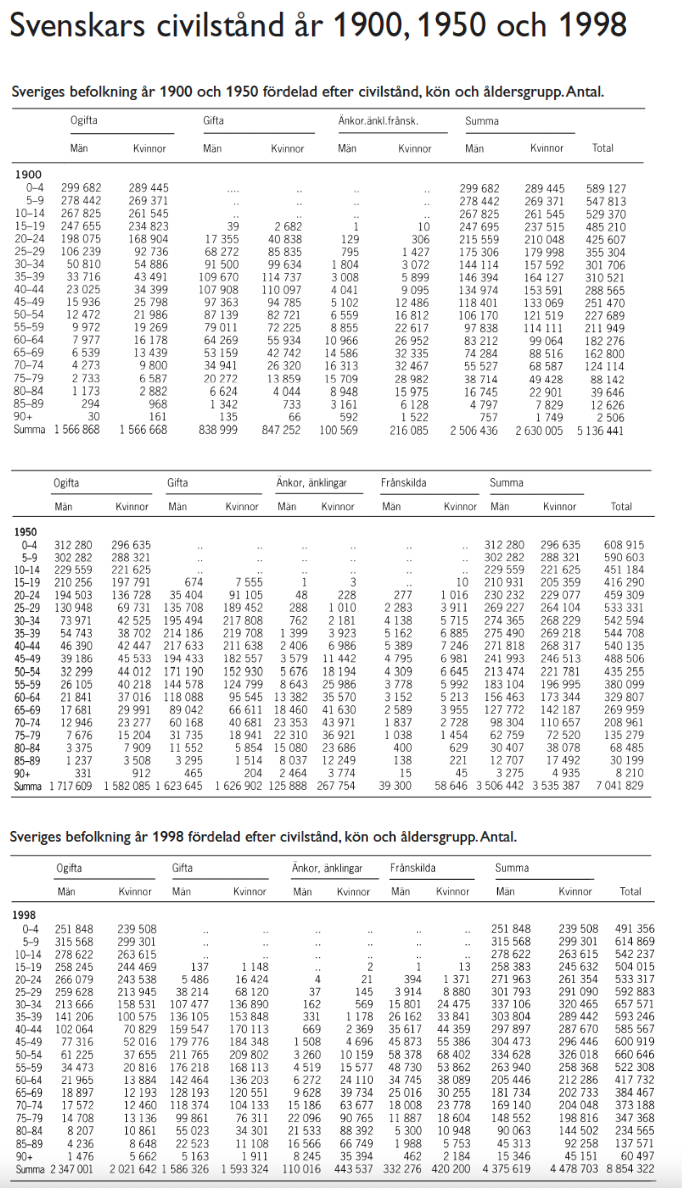 Svenskars civilstånd år 1900, 1950 och 1998
Sveriges befolkning år 1900 och 1950 fördelad efter civilstånd, kön och åldersgrupp. Antal.
Ogifta Gifta Änkor.änkl.frånsk. Summa
Män Kvinnor Män Kvinnor Män Kvinnor Män Kvinnor Total
1900
0–4 299 682 289 445 .... .. .. 299 682 289 445 589 127
5–9 278 442 269 371 .. .. .. 278 442 269 371 547 813
10–14 267 825 261 545 .. .. .. 267 825 261 545 529 370
15–19 247 655 234 823 39 2 682 1 10 247 695 237 515 485 210
20–24 198 075 168 904 17 355 40 838 129 306 215 559 210 048 425 607
25–29 106 239 92 736 68 272 85 835 795 1 427 175 306 179 998 355 304
30–34 50 810 54 886 91 500 99 634 1 804 3 072 144 114 157 592 301 706
35–39 33 716 43 491 109 670 114 737 3 008 5 899 146 394 164 127 310 521
40–44 23 025 34 399 107 908 110 097 4 041 9 095 134 974 153 591 288 565
45–49 15 936 25 798 97 363 94 785 5 102 12 486 118 401 133 069 251 470
50–54 12 472 21 986 87 139 82 721 6 559 16 812 106 170 121 519 227 689
55–59 9 972 19 269 79 011 72 225 8 855 22 617 97 838 114 111 211 949
60–64 7 977 16 178 64 269 55 934 10 966 26 952 83 212 99 064 182 276
65–69 6 539 13 439 53 159 42 742 14 586 32 335 74 284 88 516 162 800
70–74 4 273 9 800 34 941 26 320 16 313 32 467 55 527 68 587 124 114
75–79 2 733 6 587 20 272 13 859 15 709 28 982 38 714 49 428 88 142
80–84 1 173 2 882 6 624 4 044 8 948 15 975 16 745 22 901 39 646
85–89 294 968 1 342 733 3 161 6 128 4 797 7 829 12 626
90+ 30 161 135 66 592 1 522 757 1 749 2 506
Summa 1 566 868 1 566 668 838 999 847 252 100 569 216 085 2 506 436 2 630 005 5 136 441
Ogifta Gifta Änkor, änklingar Frånskilda Summa
Män Kvinnor Män Kvinnor Män Kvinnor Män Kvinnor Män Kvinnor Total
1950
0–4 312 280 296 635 .. .. .. .. .. .. 312 280 296 635 608 915
5–9 302 282 288 321 .. .. .. .. .. .. 302 282 288 321 590 603
10–14 229 559 221 625 .. .. .. .. .. .. 229 559 221 625 451 184
15–19 210 256 197 791 674 7 555 1 3 .. 10 210 931 205 359 416 290
20–24 194 503 136 728 35 404 91 105 48 228 277 1 016 230 232 229 077 459 309
25–29 130 948 69 731 135 708 189 452 288 1 010 2 283 3 911 269 227 264 104 533 331
30–34 73 971 42 525 195 494 217 808 762 2 181 4 138 5 715 274 365 268 229 542 594
35–39 54 743 38 702 214 186 219 708 1 399 3 923 5 162 6 885 275 490 269 218 544 708
40–44 46 390 42 447 217 633 211 638 2 406 6 986 5 389 7 246 271 818 268 317 540 135
45–49 39 186 45 533 194 433 182 557 3 579 11 442 4 795 6 981 241 993 246 513 488 506
50–54 32 299 44 012 171 190 152 930 5 676 18 194 4 309 6 645 213 474 221 781 435 255
55–59 26 105 40 218 144 578 124 799 8 643 25 986 3 778 5 992 183 104 196 995 380 099
60–64 21 841 37 016 118 088 95 545 13 382 35 570 3 152 5 213 156 463 173 344 329 807
65–69 17 681 29 991 89 042 66 611 18 460 41 630 2 589 3 955 127 772 142 187 269 959
70–74 12 946 23 277 60 168 40 681 23 353 43 971 1 837 2 728 98 304 110 657 208 961
75–79 7 676 15 204 31 735 18 941 22 310 36 921 1 038 1 454 62 759 72 520 135 279
80–84 3 375 7 909 11 552 5 854 15 080 23 686 400 629 30 407 38 078 68 485
85–89 1 237 3 508 3 295 1 514 8 037 12 249 138 221 12 707 17 492 30 199
90+ 331 912 465 204 2 464 3 774 15 45 3 275 4 935 8 210
Summa 1 717 609 1 582 085 1 623 645 1 626 902 125 888 267 754 39 300 58 646 3 506 442 3 535 387 7 041 829
Sveriges befolkning år 1998 fördelad efter civilstånd, kön och åldersgrupp. Antal.
Ogifta Gifta Änkor, änklingar Frånskilda Summa
Män Kvinnor Män Kvinnor Män Kvinnor Män Kvinnor Män Kvinnor Total
1998
0–4 251 848 239 508 .. .. .. .. .. .. 251 848 239 508 491 356
5–9 315 568 299 301 .. .. .. .. .. .. 315 568 299 301 614 869
10–14 278 622 263 615 .. .. .. .. .. .. 278 622 263 615 542 237
15–19 258 245 244 469 137 1 148 .. 2 1 13 258 383 245 632 504 015
20–24 266 079 243 538 5 486 16 424 4 21 394 1 371 271 963 261 354 533 317
25–29 259 628 213 945 38 214 68 120 37 145 3 914 8 880 301 793 291 090 592 883
30–34 213 666 158 531 107 477 136 890 162 569 15 801 24 475 337 106 320 465 657 571
35–39 141 206 100 575 136 105 153 848 331 1 178 26 162 33 841 303 804 289 442 593 246
40–44 102 064 70 829 159 547 170 113 669 2 369 35 617 44 359 297 897 287 670 585 567
45–49 77 316 52 016 179 776 184 348 1 508 4 696 45 873 55 386 304 473 296 446 600 919
50–54 61 225 37 655 211 765 209 802 3 260 10 159 58 378 68 402 334 628 326 018 660 646
55–59 34 473 20 816 176 218 168 113 4 519 15 577 48 730 53 862 263 940 258 368 522 308
60–64 21 965 13 884 142 464 136 203 6 272 24 110 34 745 38 089 205 446 212 286 417 732
65–69 18 897 12 193 128 193 120 551 9 628 39 734 25 016 30 255 181 734 202 733 384 467
70–74 17 572 12 460 118 374 104 133 15 186 63 677 18 008 23 778 169 140 204 048 373 188
75–79 14 708 13 136 99 861 76 311 22 096 90 765 11 887 18 604 148 552 198 816 347 368
80–84 8 207 10 861 55 023 34 301 21 533 88 392 5 300 10 948 90 063 144 502 234 565
85–89 4 236 8 648 22 523 11 108 16 566 66 749 1 988 5 753 45 313 92 258 137 571
90+ 1 476 5 662 5 163 1 911 8 245 35 394 462 2 184 15 346 45 151 60 497
Summa 2 347 001 2 021 642 1 586 326 1 593 324 110 016 443 537 332 276 420 200 4 375 619 4 478 703 8 854 322